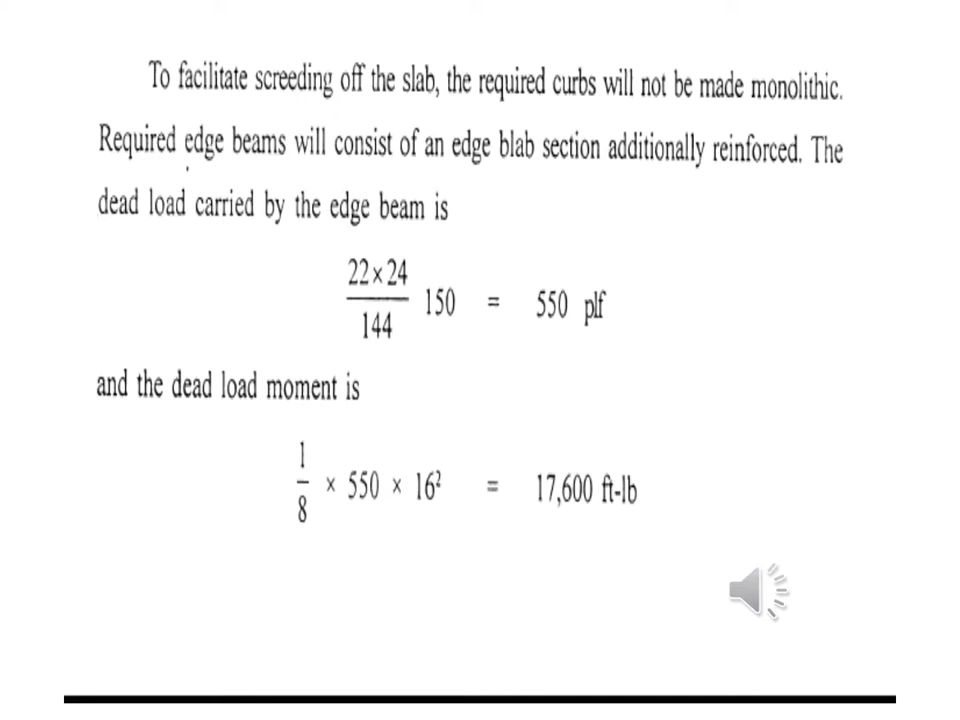 To facilitate screeding off the slab, the required curbs will not be made monolithic.
Required edge beams will consist of an edge blab section additionally reinforced. The
dead load carried by the edge beam is
22×24
——— 150 = 550 plf
144
and the dead load moment is
1
— × 550 × 16² = 17,600 ft-lb
8